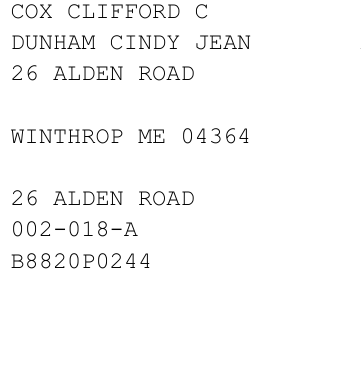 COX CLIFFORD C
DUNHAM CINDY JEAN
26 ALDEN ROAD
WINTHROP ME 04364
26 ALDEN ROAD
002-018-A
B8820P0244